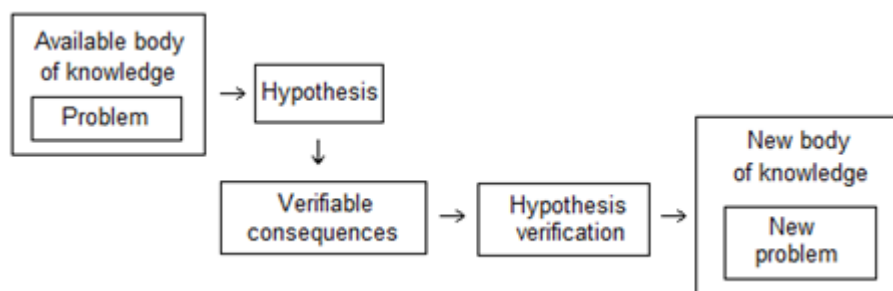 Available body
of knowledge
Problem
Hypothesis
Verifiable
consequences
Hypothesis
verification
New body
of knowledge
New
problem